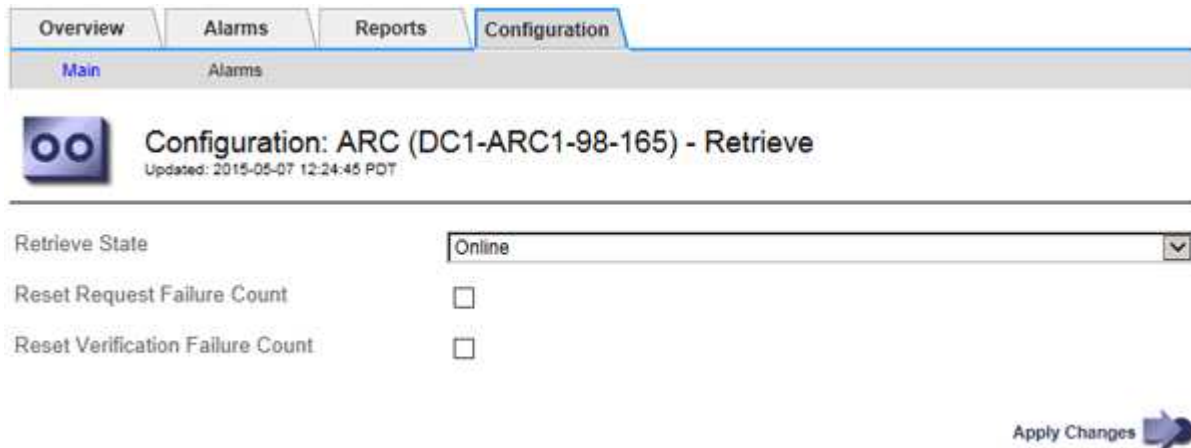 Overview Alarms Reports Configuration
Main Alarms
Configuration: ARC (DC1-ARC1-98-165) - Retrieve
Updated: 2015-05-07 12:24:45 PDT
Retrieve State Online
Reset Request Failure Count
Reset Verification Failure Count
Apply Changes